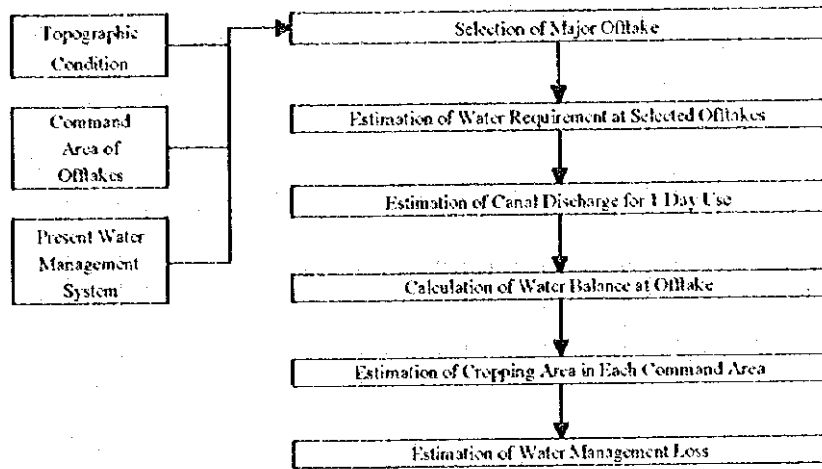 Topographic
Condition
Command
Area of
Offtakes
Present Water
Management
System
Selection of Major Offtake
Estimation of Water Requirement at Selected Offtakes
Estimation of Canal Discharge for 1 Day Use
Calculation of Water Balance at Offtake
Estimation of Cropping Area in Each Command Area
Estimation of Water Management Loss